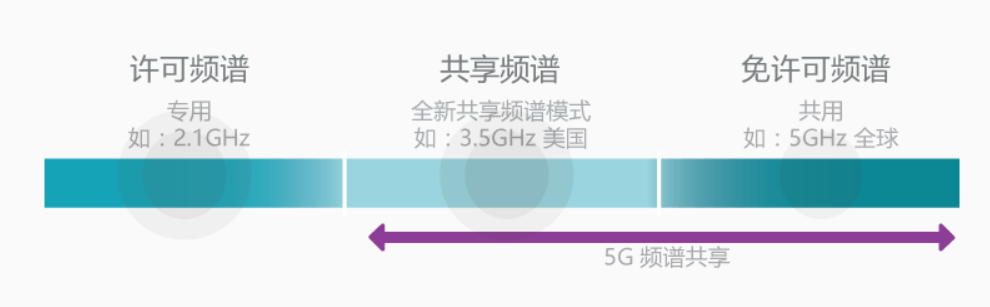 许可频谱
专用
如：2.1GHz
共享频谱
全新共享频谱模式
如：3.5GHz 美国
免许可频谱
共用
如：5GHz 全球
5G 频谱共享